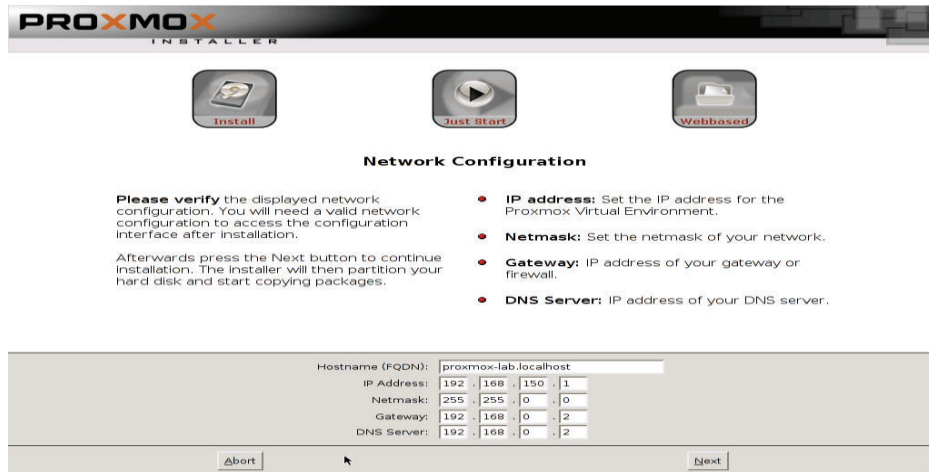 PROXMOX
INSTALLER
Install
Just Start
Webbased
Network Configuration
Please verify the displayed network
configuration. You will need a valid network
configuration to access the configuration
interface after installation.
Afterwards press the Next button to continue
installation. The installer will then partition your
hard disk and start copying packages.
IP address: Set the IP address for the
Proxmox Virtual Environment.
Netmask: Set the netmask of your network.
Gateway: IP address of your gateway or
firewall.
DNS Server: IP address of your DNS server.
Hostname (FQDN): proxmox-lab.localhost
IP Address: 192 . 168 . 150 . 1
Netmask: 255 . 255 . 0 . 0
Gateway: 192 . 168 . 0 . 2
DNS Server: 192 . 168 . 0 . 2
Abort
Next